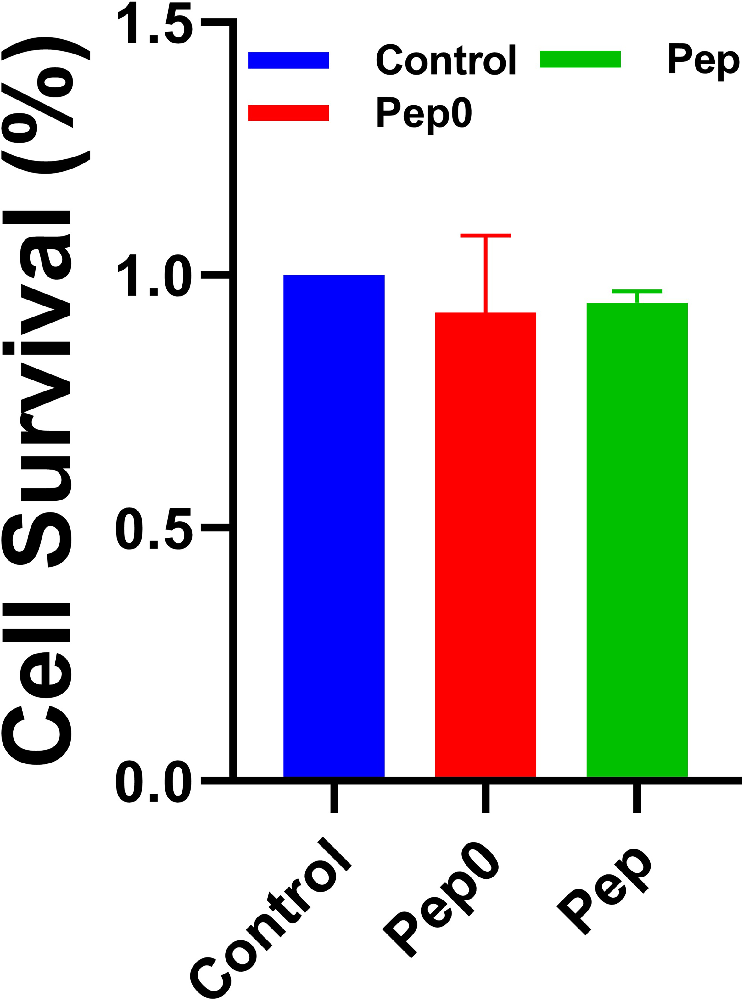 Cell Survival (%)
1.5
1.0
0.5
0.0
Control
Pep
Pep0
Control
Pep0
Pep